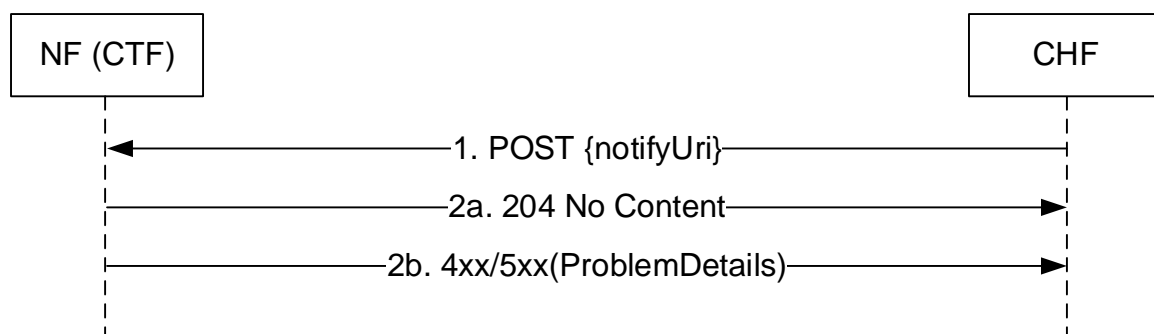 NF (CTF)
CHF
1. POST {notifyUri}
2a. 204 No Content
2b. 4xx/5xx(ProblemDetails)